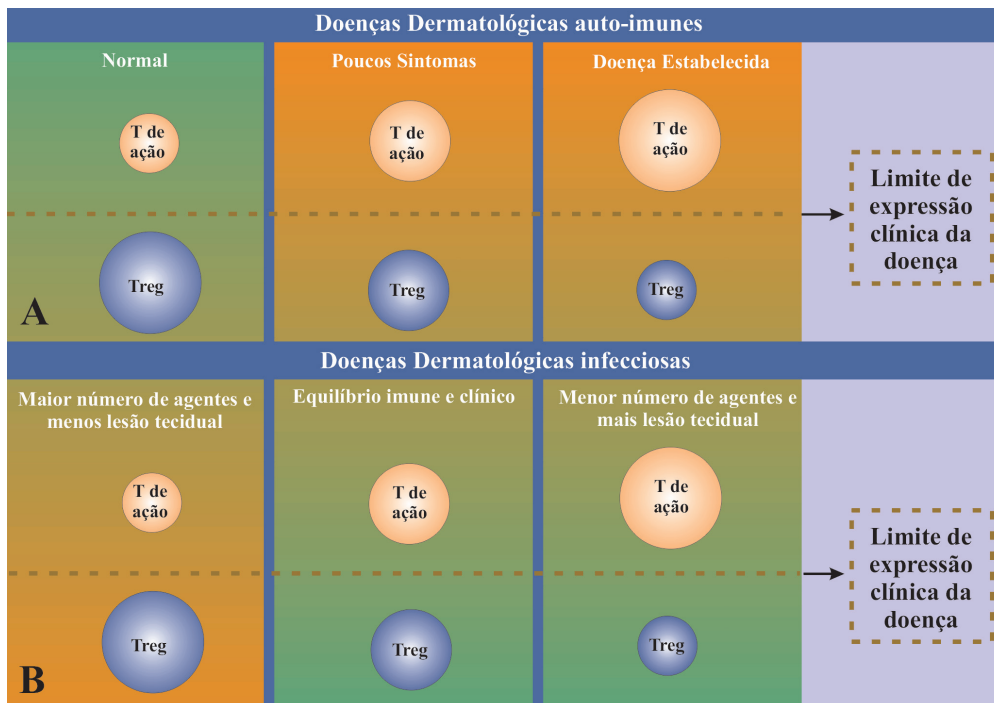 Doenças Dermatológicas auto-imunes
Normal
T de
ação
Treg
A
Poucos Sintomas
T de
ação
Treg
Doença Estabelecida
T de
ação
Treg
Limite de
expressão
clínica da
doença
Doenças Dermatológicas infecciosas
Maior número de agentes e
menos lesão tecidual
T de
ação
Treg
B
Equilíbrio imune e clínico
T de
ação
Treg
Menor número de agentes e
mais lesão tecidual
T de
ação
Treg
Limite de
expressão
clínica da
doença